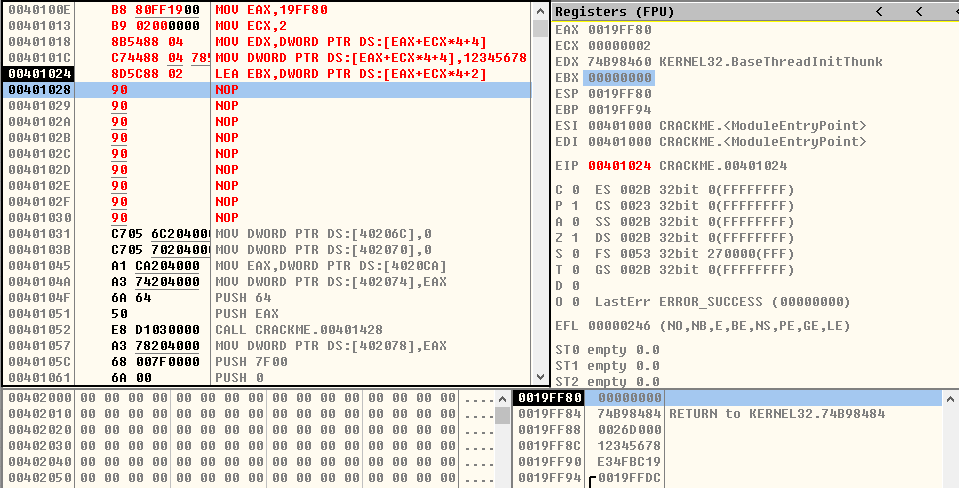 0040100E B8 80FF1900 MOV EAX,19FF80
00401013 B9 02000000 MOV ECX,2
00401018 8B5488 04 MOV EDX,DWORD PTR DS:[EAX+ECX*4+4]
0040101C C74488 04 785 MOV DWORD PTR DS:[EAX+ECX*4+4],12345678
00401024 8D5C88 02 LEA EBX,DWORD PTR DS:[EAX+ECX*4+2]
00401028 90 NOP
00401029 90 NOP
0040102A 90 NOP
0040102B 90 NOP
0040102C 90 NOP
0040102D 90 NOP
0040102E 90 NOP
0040102F 90 NOP
00401030 90 NOP
00401031 C705 6C204000 MOV DWORD PTR DS:[40206C],0
0040103B C705 70204000 MOV DWORD PTR DS:[402070],0
00401045 A1 CA204000 MOV EAX,DWORD PTR DS:[4020CA]
0040104A A3 74204000 MOV DWORD PTR DS:[402074],EAX
0040104F 6A 64 PUSH 64
00401051 50 PUSH EAX
00401052 E8 D1030000 CALL CRACKME.00401428
00401057 A3 78204000 MOV DWORD PTR DS:[402078],EAX
0040105C 68 007F0000 PUSH 7F00
00401061 6A 00 PUSH 0
Registers (FPU) < < <
EAX 0019FF80
ECX 00000002
EDX 74B98460 KERNEL32.BaseThreadInitThunk
EBX 00000000
ESP 0019FF80
EBP 0019FF94
ESI 00401000 CRACKME.<ModuleEntryPoint>
EDI 00401000 CRACKME.<ModuleEntryPoint>
EIP 00401024 CRACKME.00401024
C 0 ES 002B 32bit 0(FFFFFFFF)
P 1 CS 0023 32bit 0(FFFFFFFF)
A 0 SS 002B 32bit 0(FFFFFFFF)
Z 1 DS 002B 32bit 0(FFFFFFFF)
S 0 FS 0053 32bit 270000(FFF)
T 0 GS 002B 32bit 0(FFFFFFFF)
D 0
O 0 LastErr ERROR_SUCCESS (00000000)
EFL 00000246 (NO,NB,E,BE,NS,PE,GE,LE)
ST0 empty 0.0
ST1 empty 0.0
ST2 empty 0.0
00402000 00 00 00 00 00 00 00 00 00 00 00 00 00 00 00 00 ....
00402010 00 00 00 00 00 00 00 00 00 00 00 00 00 00 00 00 ....
00402020 00 00 00 00 00 00 00 00 00 00 00 00 00 00 00 00 ....
00402030 00 00 00 00 00 00 00 00 00 00 00 00 00 00 00 00 ....
00402040 00 00 00 00 00 00 00 00 00 00 00 00 00 00 00 00 ....
00402050 00 00 00 00 00 00 00 00 00 00 00 00 00 00 00 00 ....
0019FF80 00000000
0019FF84 74B98484 RETURN to KERNEL32.74B98484
0019FF88 0026D000
0019FF8C 12345678
0019FF90 E34FBC19
0019FF94 0019FFDC